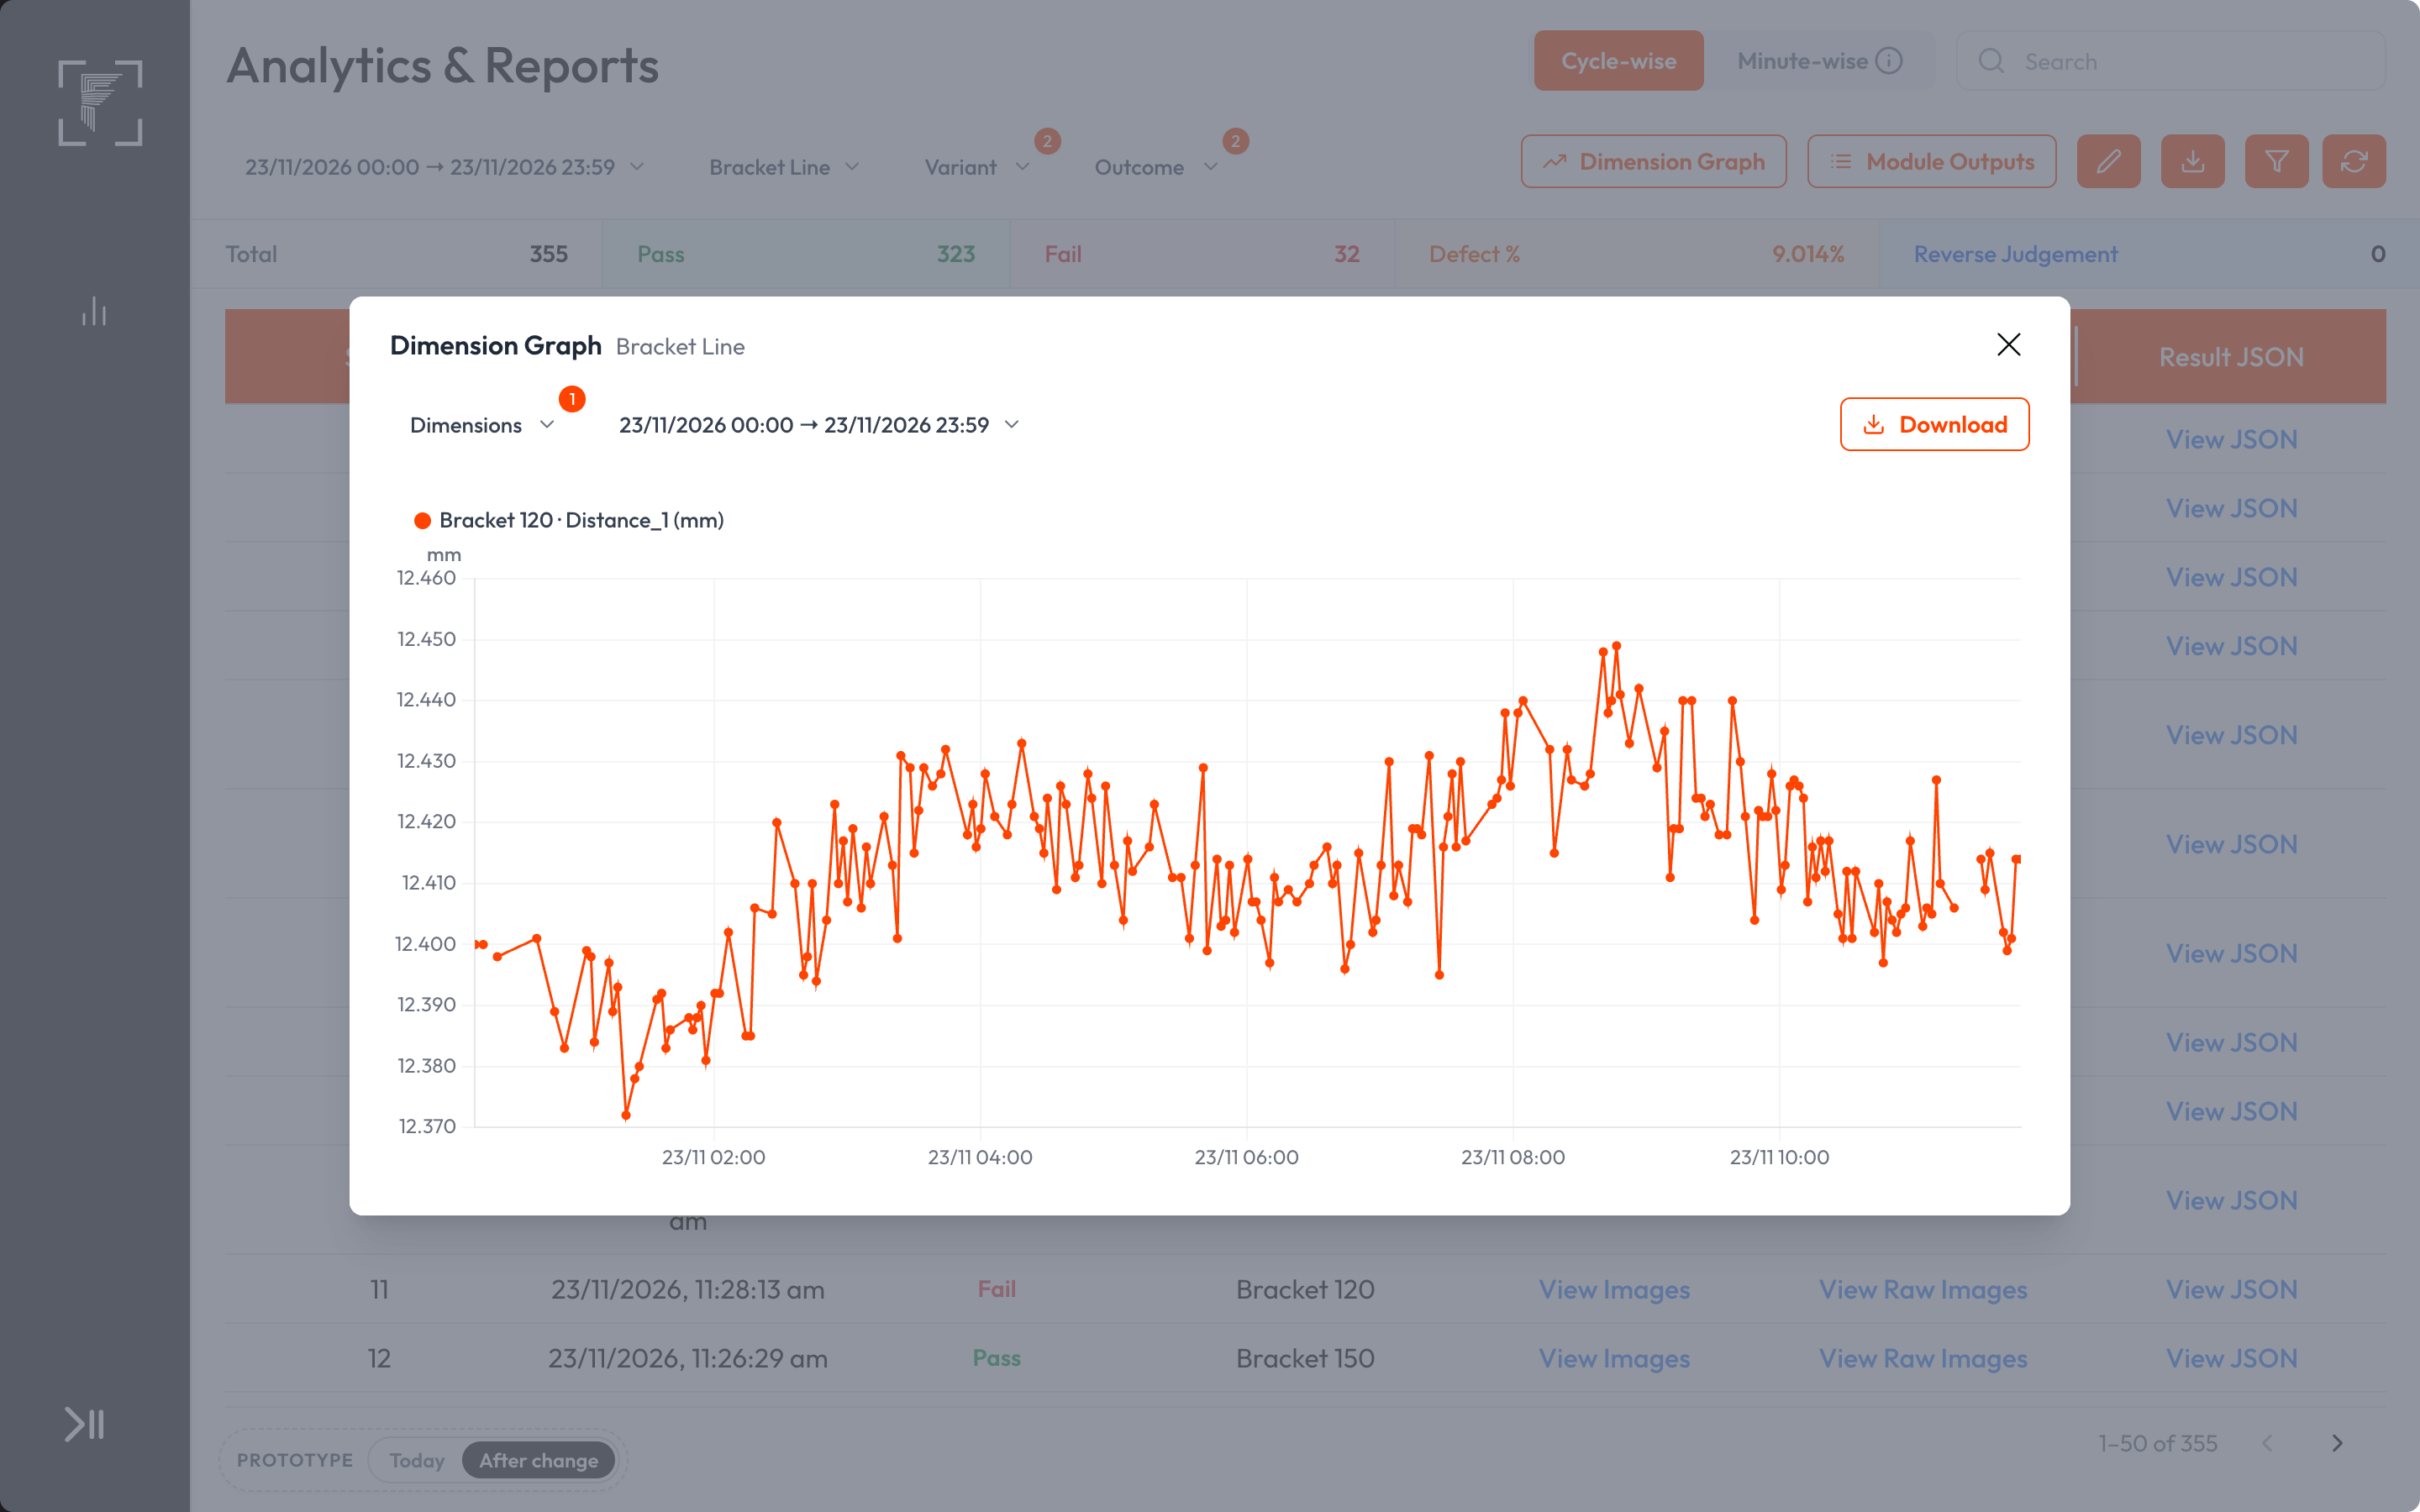 Analytics & Reports
Cycle-wise
Minute-wise
Search
23/11/2026 00:00 → 23/11/2026 23:59
Bracket Line
Variant
2
Outcome
2
Dimension Graph
Module Outputs
Total 355
Pass 323
Fail 32
Defect % 9.014%
Reverse Judgement 0
Result JSON
Dimension Graph Bracket Line
Dimensions
1
23/11/2026 00:00 → 23/11/2026 23:59
Download
Bracket 120 · Distance_1 (mm)
mm
12.460
12.450
12.440
12.430
12.420
12.410
12.400
12.390
12.380
12.370
23/11 02:00
23/11 04:00
23/11 06:00
23/11 08:00
23/11 10:00
View JSON
View JSON
View JSON
View JSON
View JSON
View JSON
View JSON
View JSON
View JSON
View JSON
am
11 23/11/2026, 11:28:13 am Fail Bracket 120 View Images View Raw Images View JSON
12 23/11/2026, 11:26:29 am Pass Bracket 150 View Images View Raw Images View JSON
PROTOTYPE Today After change
1–50 of 355